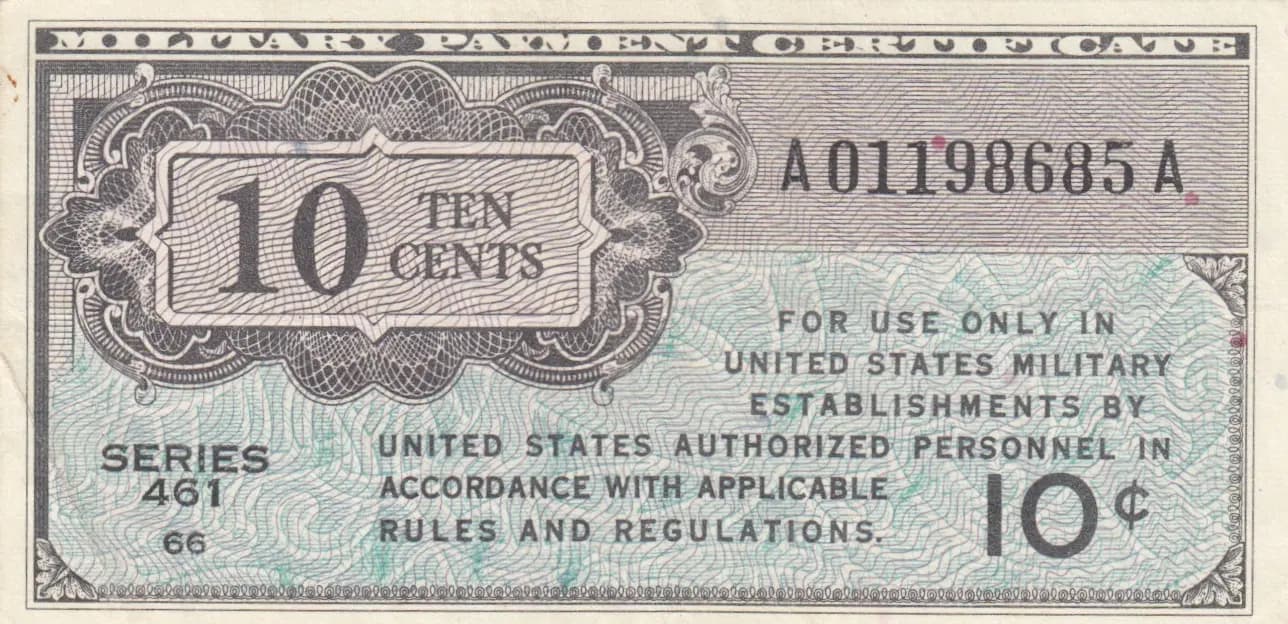 MILITARY PAYMENT CERTIFICATE
A01198685A
10 TEN
CENTS
FOR USE ONLY IN
UNITED STATES MILITARY
ESTABLISHMENTS BY
UNITED STATES AUTHORIZED PERSONNEL IN
ACCORDANCE WITH APPLICABLE
RULES AND REGULATIONS.
SERIES
461
66
10¢